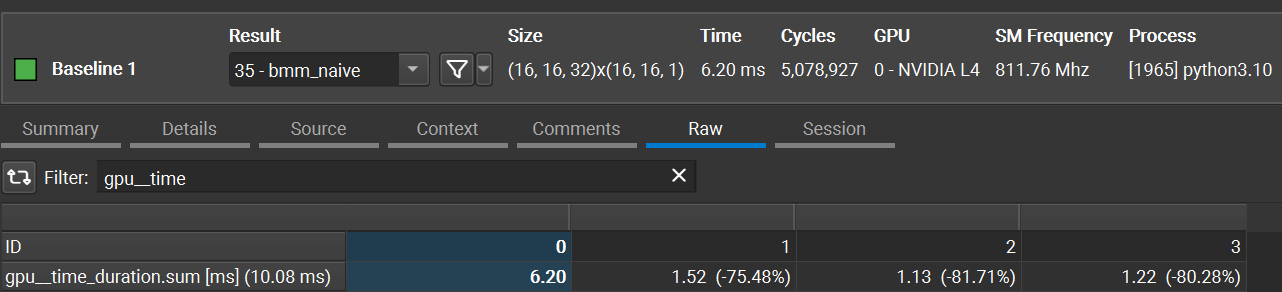 Result Size Time Cycles GPU SM Frequency Process
Baseline 1 35 - bmm_naive (16, 16, 32)x(16, 16, 1) 6.20 ms 5,078,927 0 - NVIDIA L4 811.76 Mhz [1965] python3.10
Summary Details Source Context Comments Raw Session
Filter: gpu__time
ID 0 1 2 3
gpu__time_duration.sum [ms] (10.08 ms) 6.20 1.52 (-75.48%) 1.13 (-81.71%) 1.22 (-80.28%)